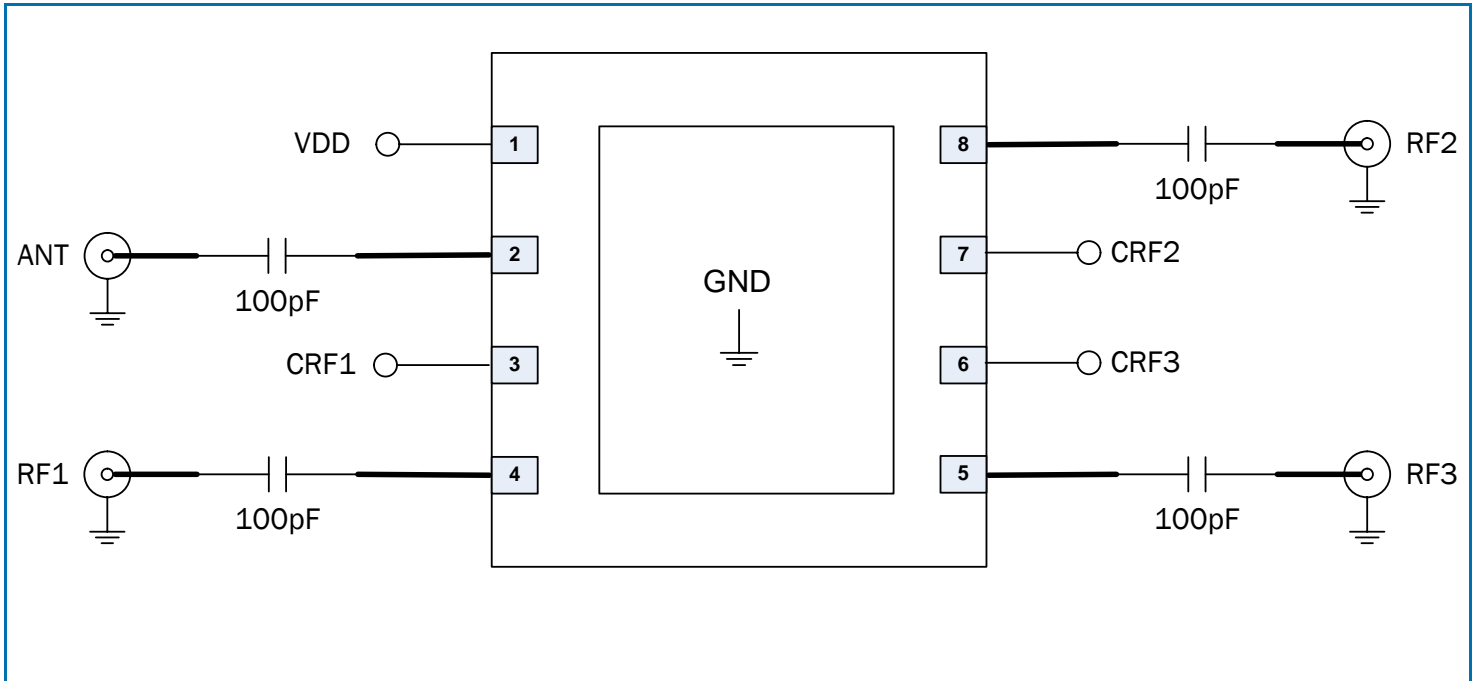 VDD
1
ANT
100pF
2
CRF1
3
RF1
100pF
4
GND
8
100pF
RF2
7
CRF2
6
CRF3
5
100pF
RF3